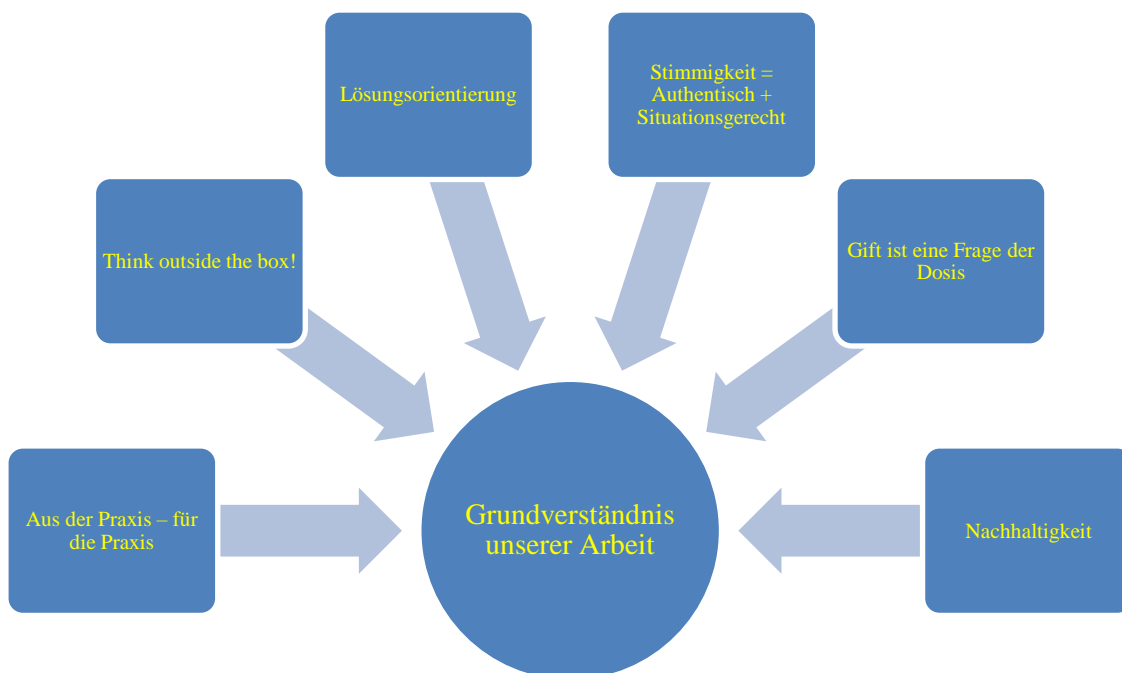 Lösungsorientierung
Stimmigkeit =
Authentisch +
Situationsgerecht
Think outside the box!
Gift ist eine Frage der
Dosis
Aus der Praxis – für
die Praxis
Grundverständnis
unserer Arbeit
Nachhaltigkeit